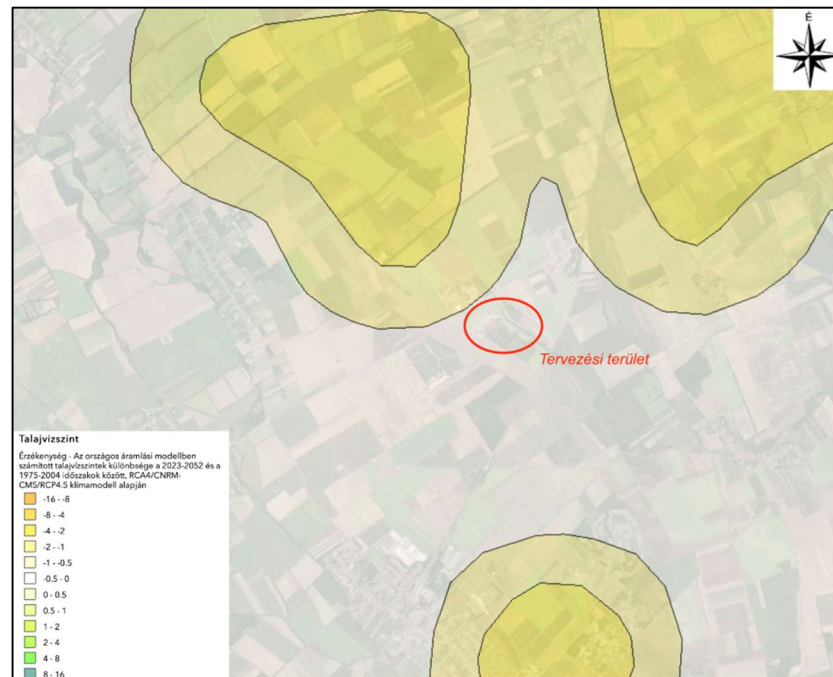 É
Tervezési terület
Talajvízszint
Érzékenység - Az országos áramlási modellben
számított talajvízszintek különbsége a 2023-2052 és a
1975-2004 időszakok között, RCA4/CNRM-
CM5/RCP4.5 klímamodell alapján
-16 - -8
-8 - -4
-4 - -2
-2 - -1
-1 - -0.5
-0.5 - 0
0 - 0.5
0.5 - 1
1 - 2
2 - 4
4 - 8
8 - 16